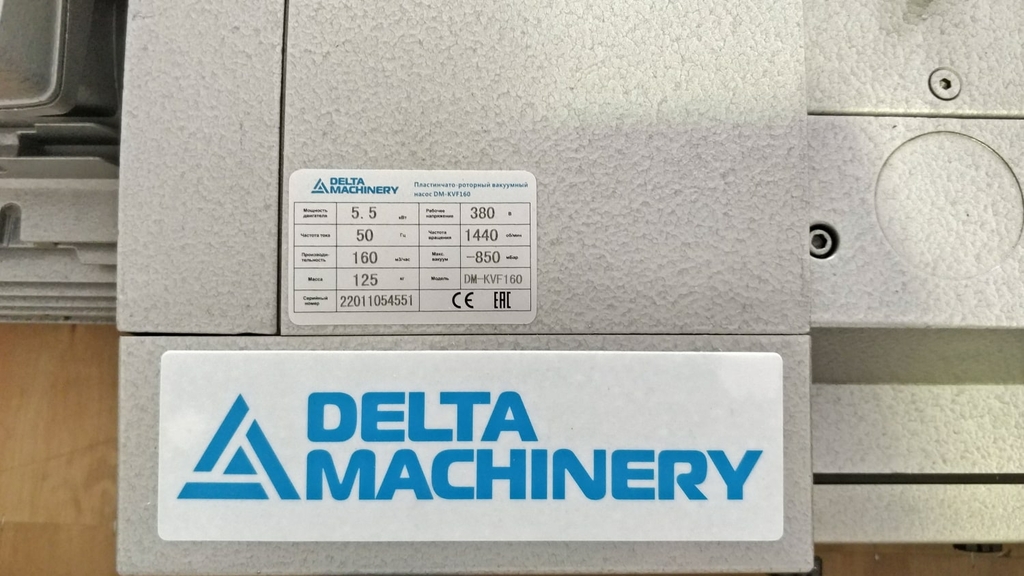 DELTA
MACHINERY
Пластинчато-роторный вакуумный
насос DM-KVF160
Мощность двигателя 5.5 кВт Рабочее напряжение 380 В
Частота тока 50 Гц Частота вращения 1440 об/мин
Производительность 160 м3/час Макс. вакуум -850 мБар
Масса 125 кг Модель DM-KVF160
Серийный номер 22011054551 CE EAC
DELTA
MACHINERY